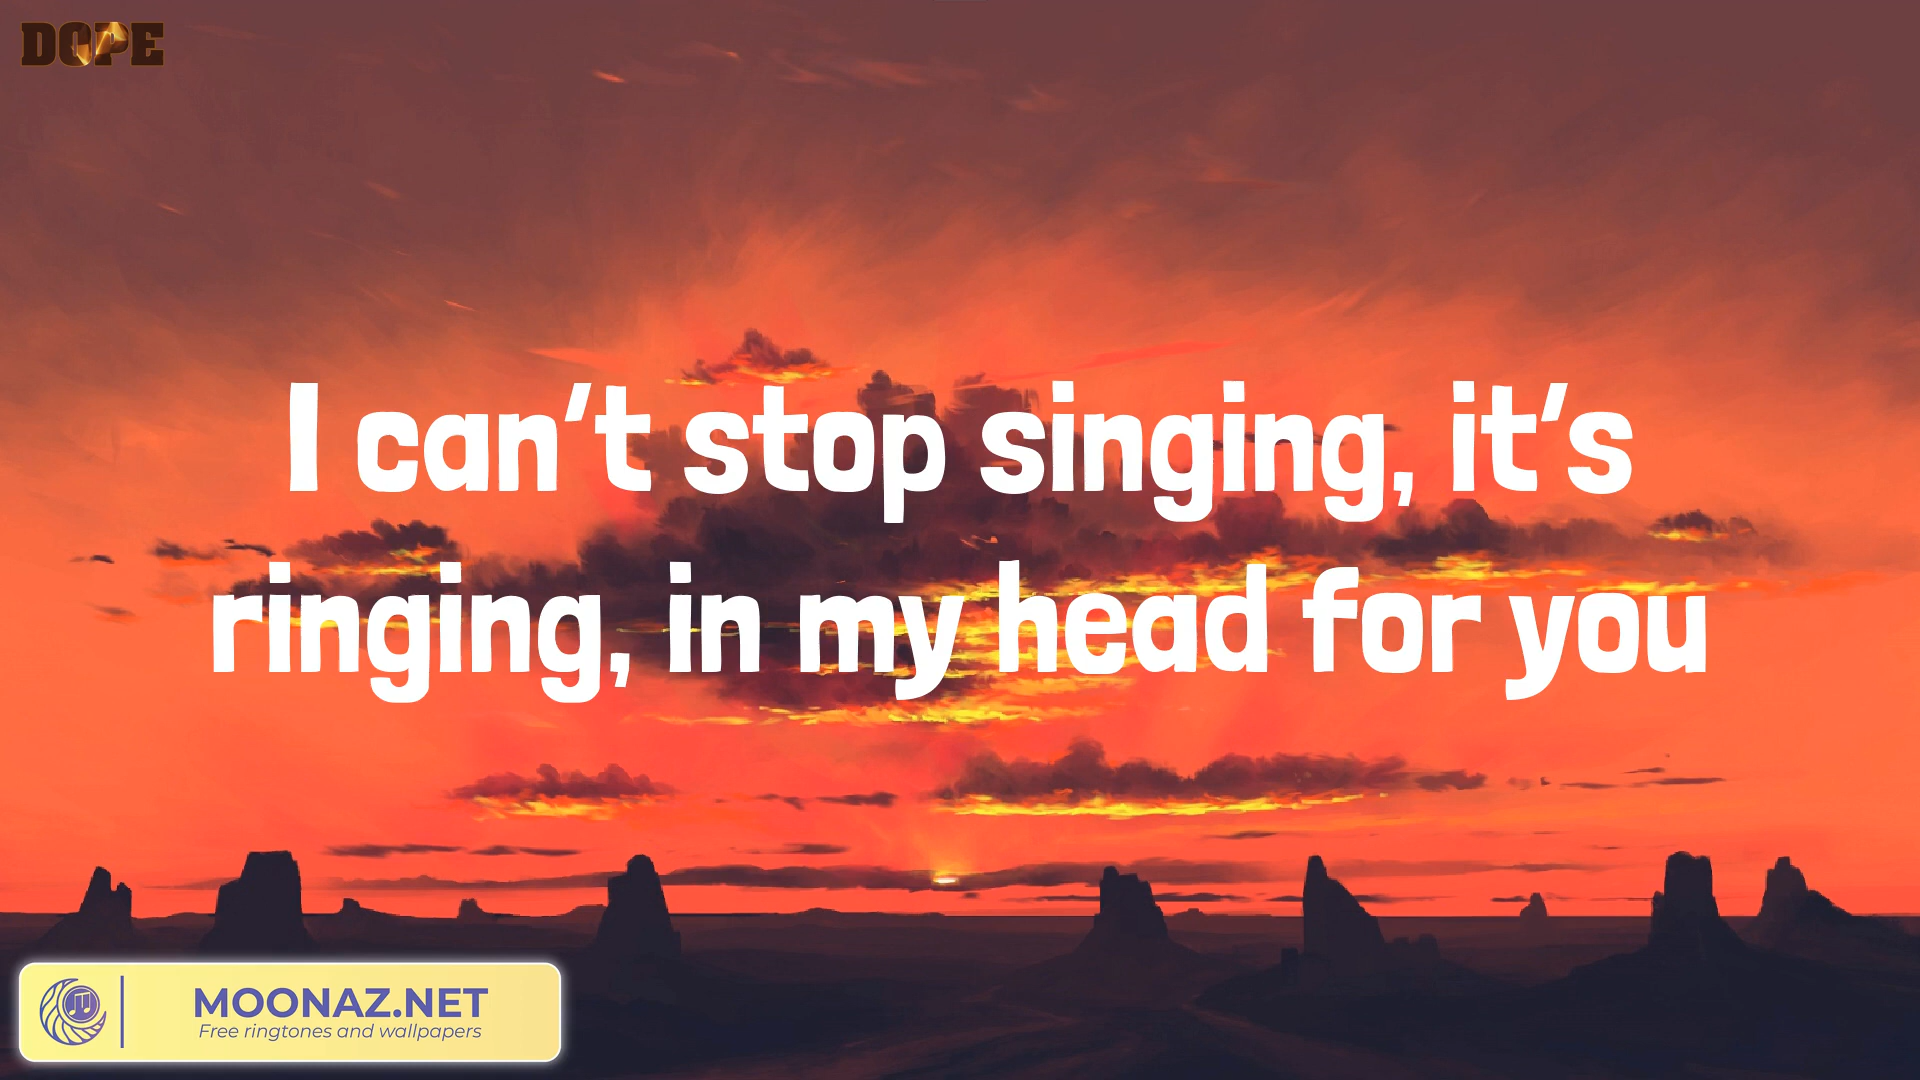 DOPE
I can't stop singing, it's
ringing, in my head for you
MOONAZ.NET
Free ringtones and wallpapers